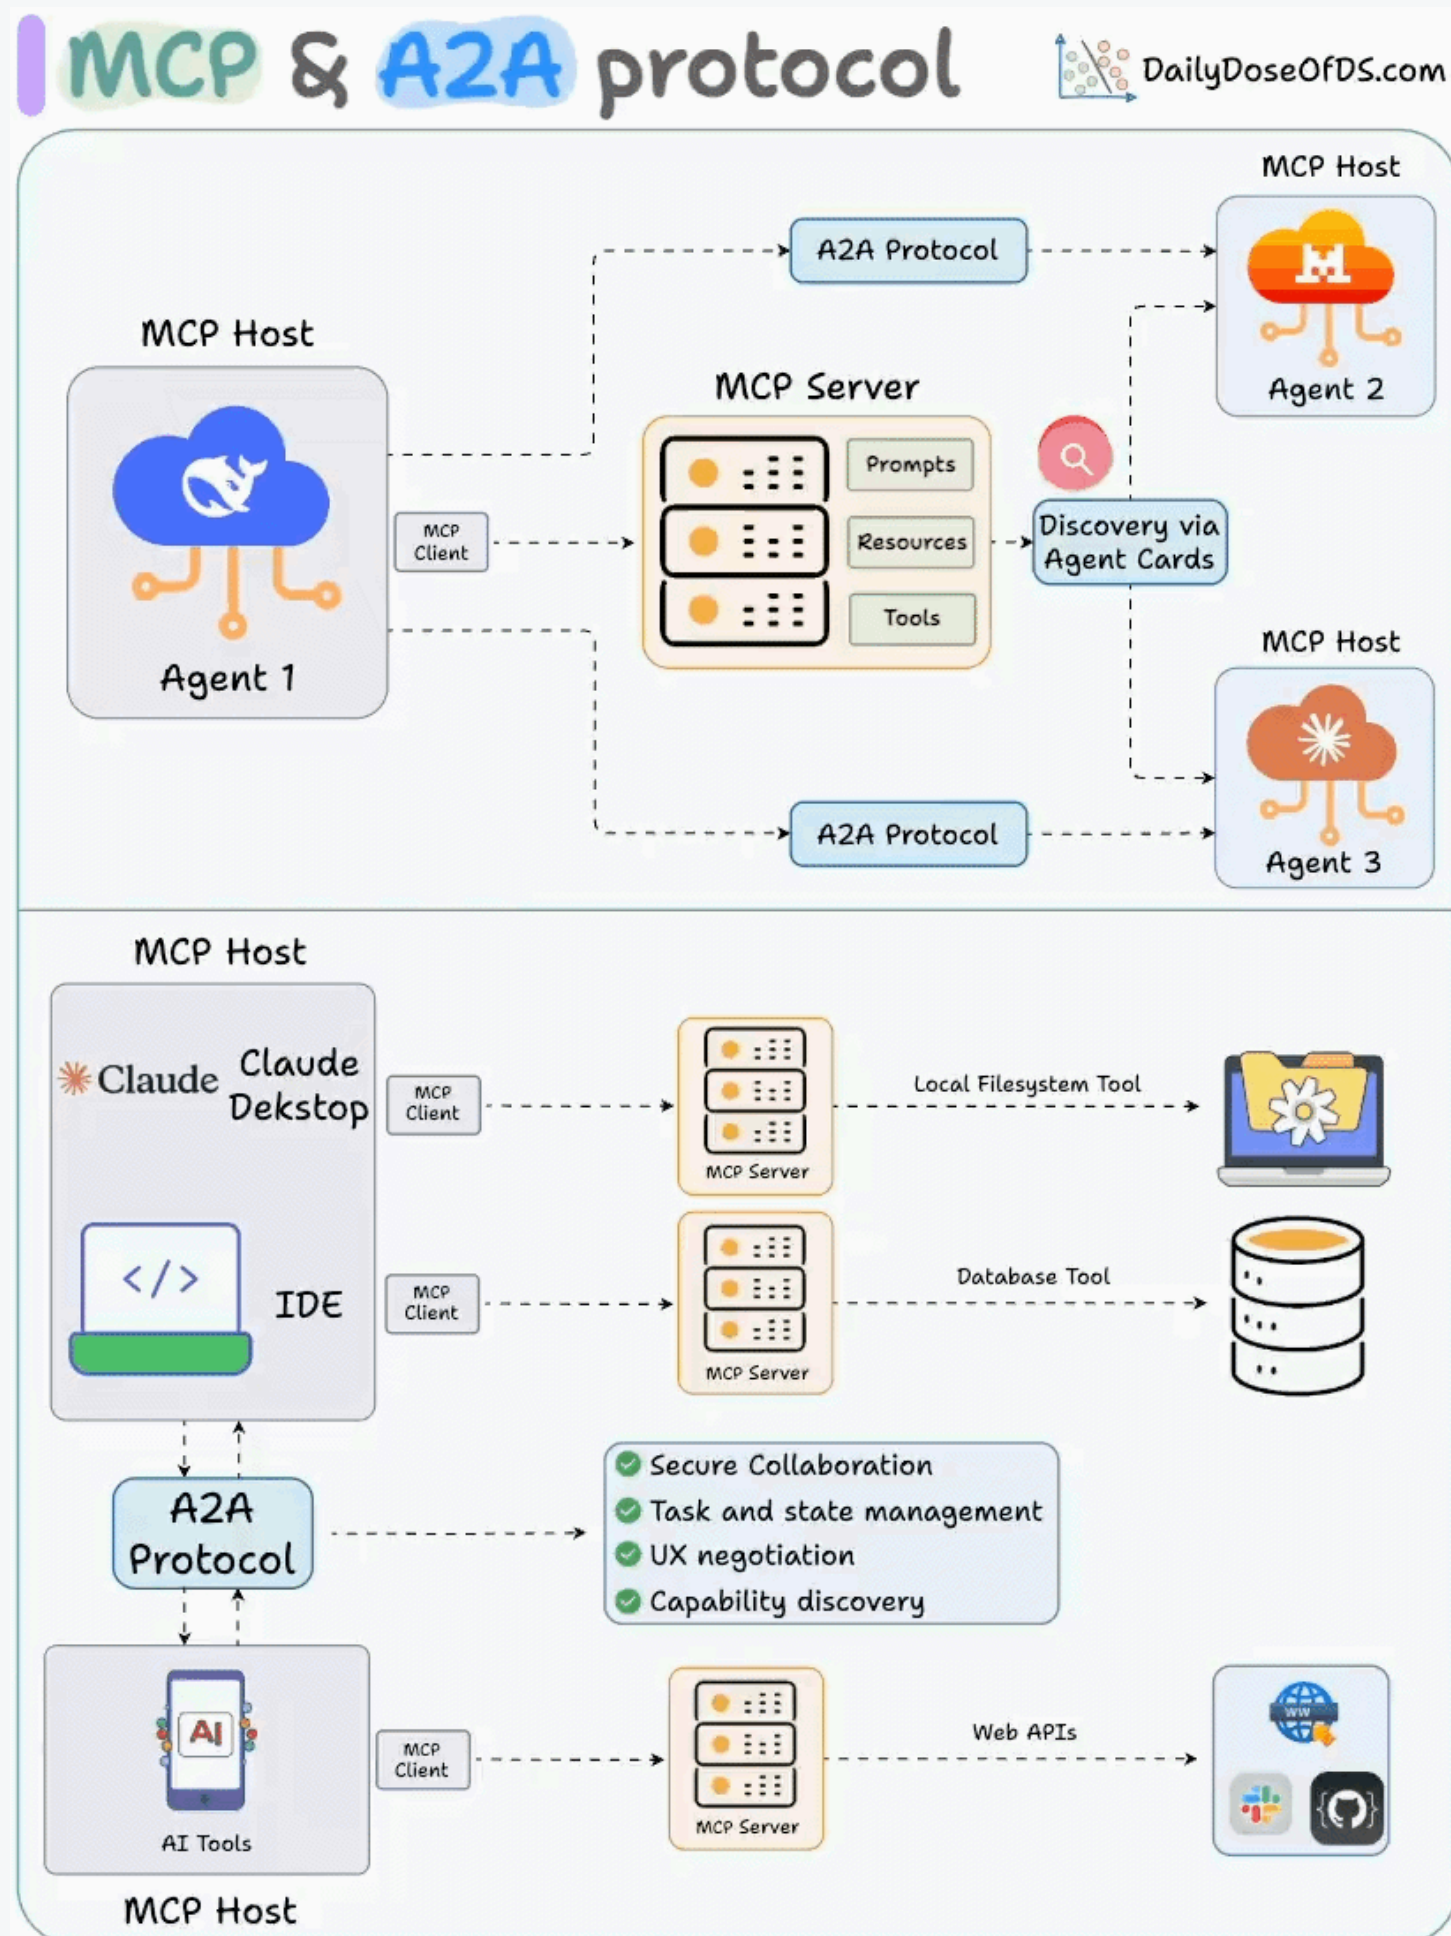 MCP & A2A protocol
DailyDoseOfDS.com
MCP Host
A2A Protocol
Agent 2
MCP Host
MCP Server
Prompts
MCP
Client
Resources
Discovery via
Agent Cards
Tools
Agent 1
MCP Host
A2A Protocol
Agent 3
MCP Host
Claude
Claude
Dekstop
MCP
Client
MCP Server
Local Filesystem Tool
</> IDE
MCP
Client
MCP Server
Database Tool
A2A
Protocol
Secure Collaboration
Task and state management
UX negotiation
Capability discovery
AI
AI Tools
MCP
Client
MCP Server
Web APIs
WW
MCP Host